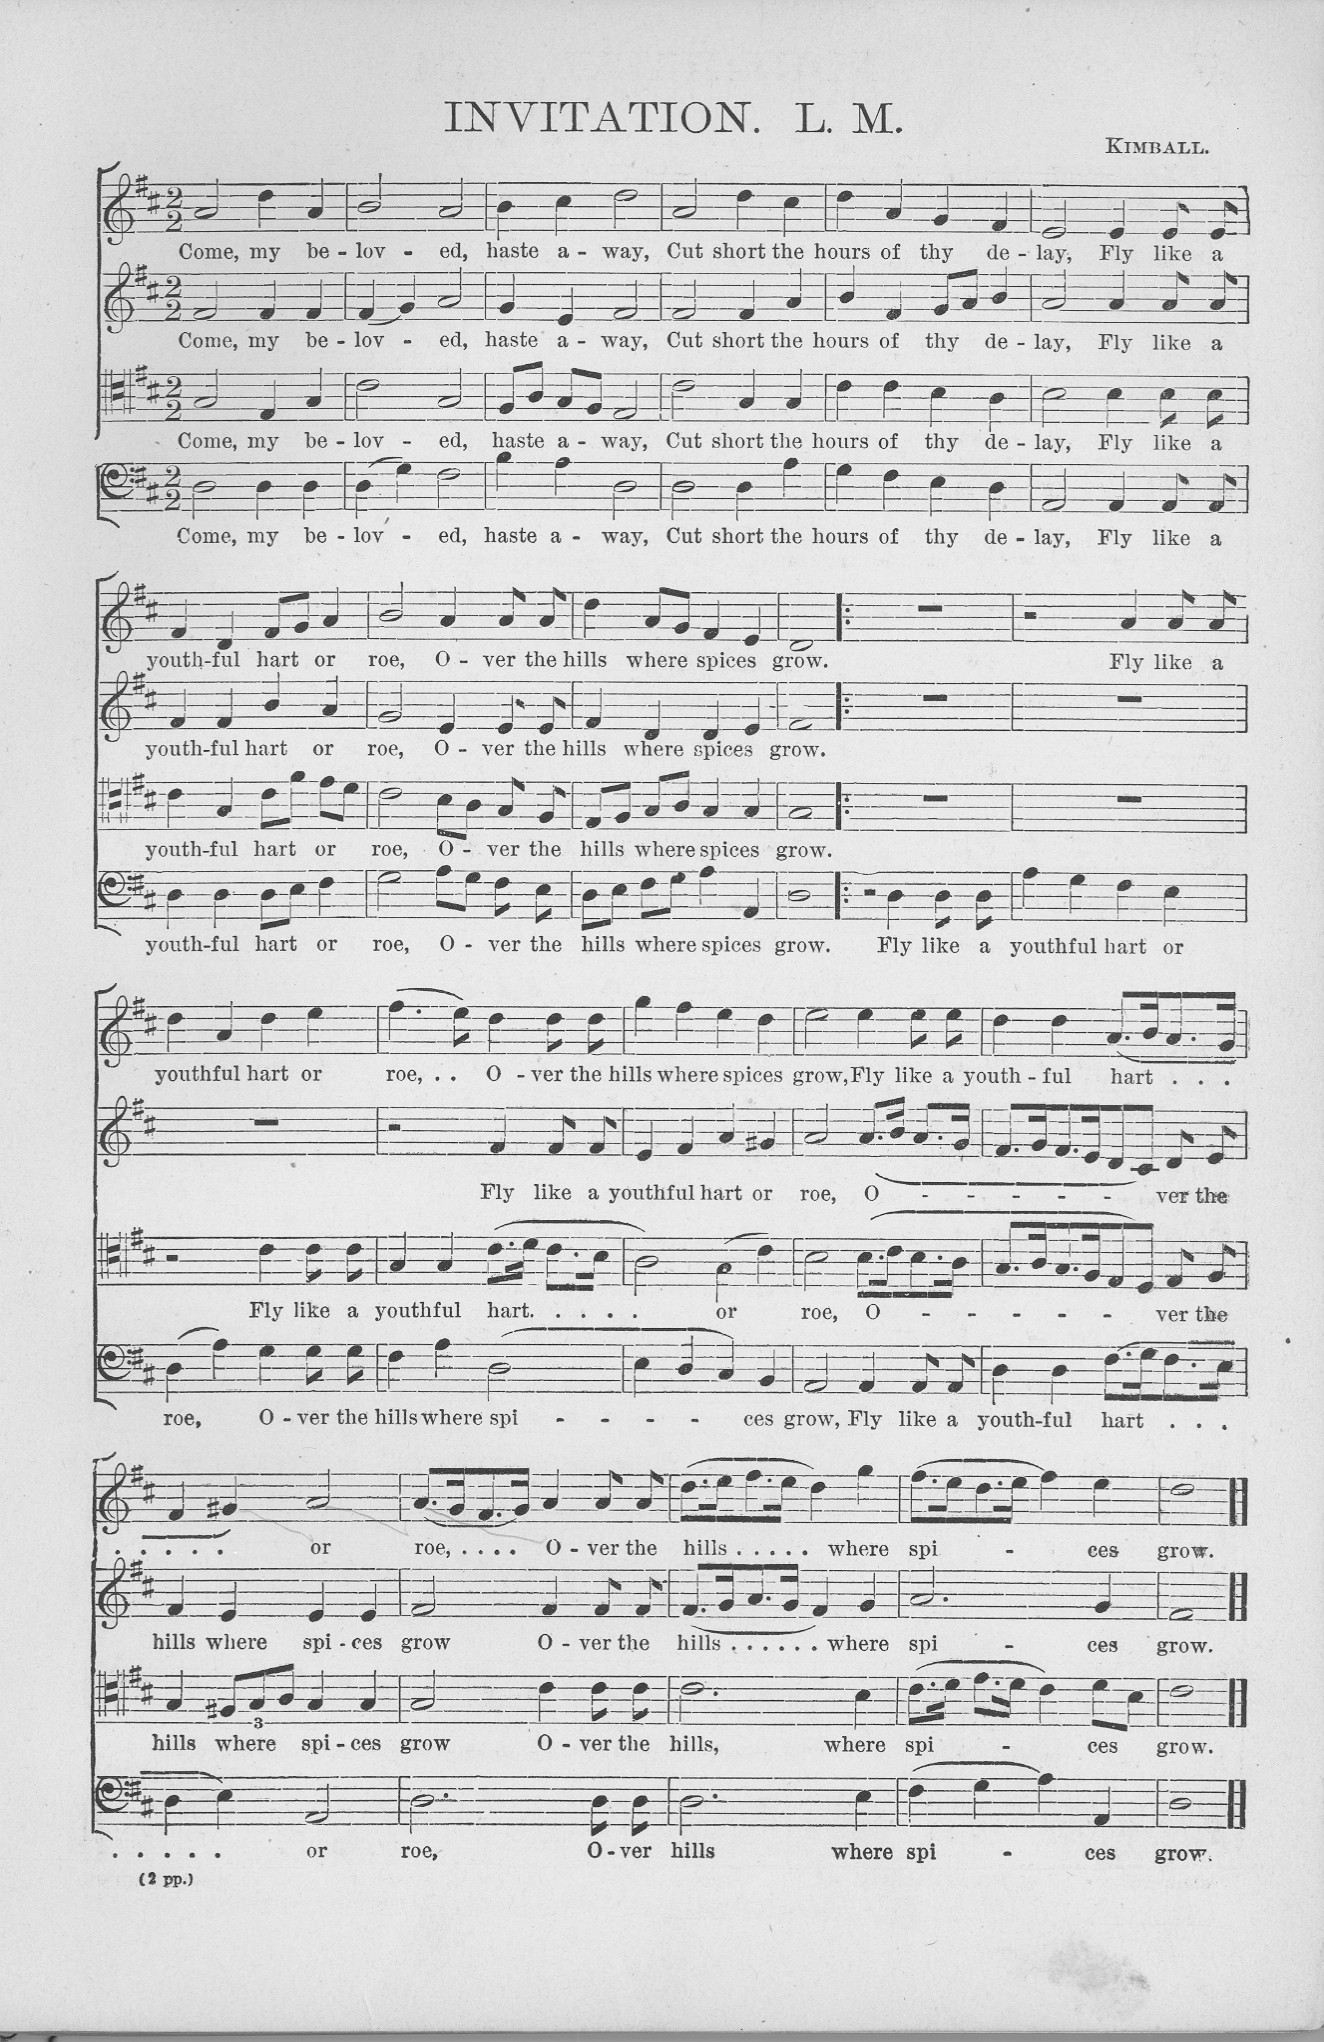 INVITATION. L. M.
KIMBALL.
Come, my be - lov - ed, haste a - way, Cut short the hours of thy de - lay, Fly like a
Come, my be - lov - ed, haste a - way, Cut short the hours of thy de - lay, Fly like a
Come, my be - lov - ed, haste a - way, Cut short the hours of thy de - lay, Fly like a
Come, my be - lov - ed, haste a - way, Cut short the hours of thy de - lay, Fly like a
youth-ful hart or roe, O - ver the hills where spices grow. Fly like a
youth-ful hart or roe, O - ver the hills where spices grow.
youth-ful hart or roe, O - ver the hills where spices grow.
youth-ful hart or roe, O - ver the hills where spices grow. Fly like a youthful hart or
youthful hart or roe, . . O - ver the hills where spices grow, Fly like a youth - ful hart . . .
Fly like a youthful hart or roe, O - - - - - - ver the
Fly like a youthful hart. . . . . or roe, O - - - - - - ver the
roe, O - ver the hills where spi - - - - ces grow, Fly like a youth-ful hart . . .
. . . . . or roe, . . . . O - ver the hills . . . . . where spi - ces grow.
hills where spi - ces grow O - ver the hills . . . . . . where spi - ces grow.
3
hills where spi - ces grow O - ver the hills, where spi - ces grow.
. . . . . or roe, O - ver hills where spi - ces grow.
(2 pp.)